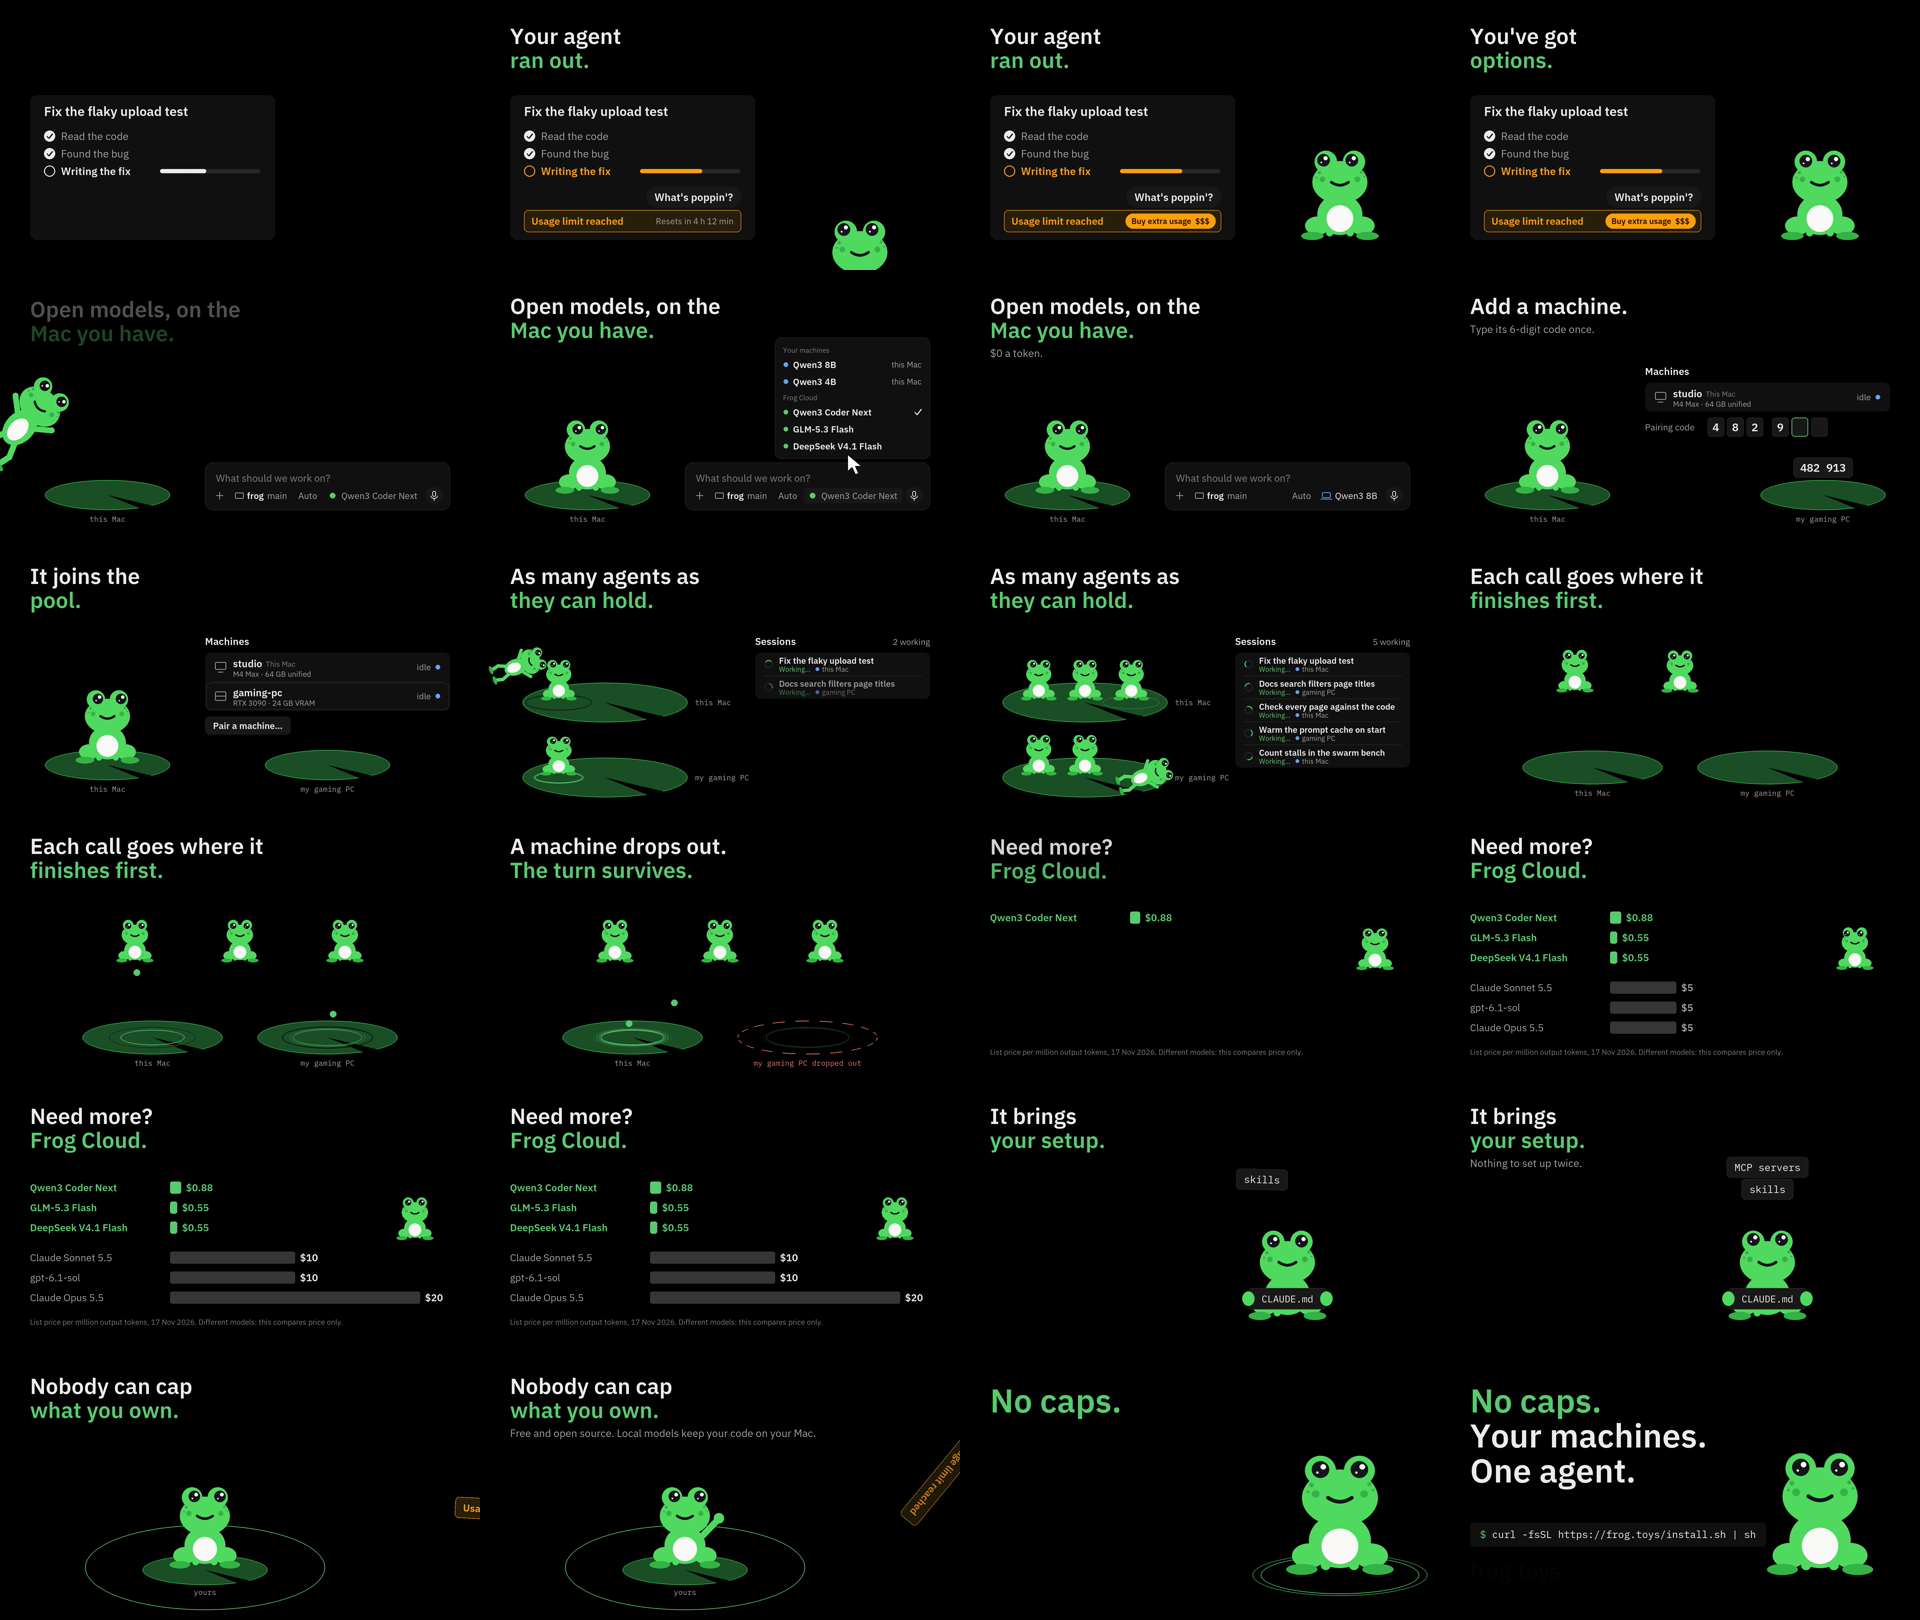 Fix the flaky upload test
Read the code
Found the bug
Writing the fix
Your agent
ran out.
Fix the flaky upload test
Read the code
Found the bug
Writing the fix
What's poppin'?
Usage limit reached
Resets in 4 h 12 min
Your agent
ran out.
Fix the flaky upload test
Read the code
Found the bug
Writing the fix
What's poppin'?
Usage limit reached
Buy extra usage $$$
You've got
options.
Fix the flaky upload test
Read the code
Found the bug
Writing the fix
What's poppin'?
Usage limit reached
Buy extra usage $$$
Open models, on the
Mac you have.
What should we work on?
+ frog main Auto Qwen3 Coder Next
this Mac
Open models, on the
Mac you have.
Your machines
Qwen3 8B this Mac
Qwen3 4B this Mac
Frog Cloud
Qwen3 Coder Next
GLM-5.3 Flash
DeepSeek V4.1 Flash
What should we work on?
+ frog main Auto Qwen3 Coder Next
this Mac
Open models, on the
Mac you have.
$0 a token.
What should we work on?
+ frog main Auto Qwen3 8B
this Mac
Add a machine.
Type its 6-digit code once.
Machines
studio This Mac
M4 Max · 64 GB unified
idle
Pairing code 4 8 2 9
482 913
this Mac
my gaming PC
It joins the
pool.
Machines
studio This Mac
M4 Max · 64 GB unified
idle
gaming-pc
RTX 3090 · 24 GB VRAM
idle
Pair a machine...
this Mac
my gaming PC
As many agents as
they can hold.
Sessions 2 working
Fix the flaky upload test
Working... this Mac
Docs search filters page titles
Working... gaming PC
this Mac
my gaming PC
As many agents as
they can hold.
Sessions 5 working
Fix the flaky upload test
Working... this Mac
Docs search filters page titles
Working... gaming PC
Check every page against the code
Working... this Mac
Warm the prompt cache on start
Working... gaming PC
Count stalls in the swarm bench
Working... this Mac
this Mac
my gaming PC
Each call goes where it
finishes first.
this Mac
my gaming PC
Each call goes where it
finishes first.
this Mac
my gaming PC
A machine drops out.
The turn survives.
this Mac
my gaming PC dropped out
Need more?
Frog Cloud.
Qwen3 Coder Next $0.88
List price per million output tokens, 17 Nov 2026. Different models: this compares price only.
Need more?
Frog Cloud.
Qwen3 Coder Next $0.88
GLM-5.3 Flash $0.55
DeepSeek V4.1 Flash $0.55
Claude Sonnet 5.5 $5
gpt-6.1-sol $5
Claude Opus 5.5 $5
List price per million output tokens, 17 Nov 2026. Different models: this compares price only.
Need more?
Frog Cloud.
Qwen3 Coder Next $0.88
GLM-5.3 Flash $0.55
DeepSeek V4.1 Flash $0.55
Claude Sonnet 5.5 $10
gpt-6.1-sol $10
Claude Opus 5.5 $20
List price per million output tokens, 17 Nov 2026. Different models: this compares price only.
Need more?
Frog Cloud.
Qwen3 Coder Next $0.88
GLM-5.3 Flash $0.55
DeepSeek V4.1 Flash $0.55
Claude Sonnet 5.5 $10
gpt-6.1-sol $10
Claude Opus 5.5 $20
List price per million output tokens, 17 Nov 2026. Different models: this compares price only.
It brings
your setup.
skills
CLAUDE.md
It brings
your setup.
Nothing to set up twice.
MCP servers
skills
CLAUDE.md
Nobody can cap
what you own.
Usa
yours
Nobody can cap
what you own.
Free and open source. Local models keep your code on your Mac.
ge limit reached
yours
No caps.
No caps.
Your machines.
One agent.
$ curl -fsSL https://frog.toys/install.sh | sh
frog.toys